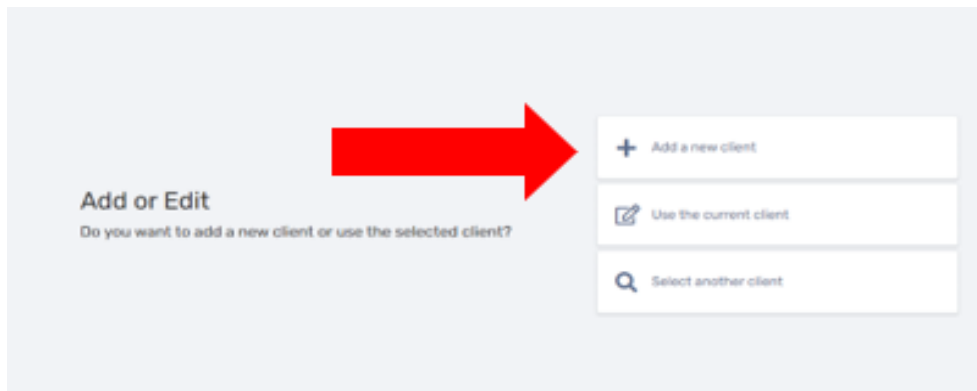 Add a new client
Add or Edit
Do you want to add a new client or use the selected client?
Use the current client
Select another client